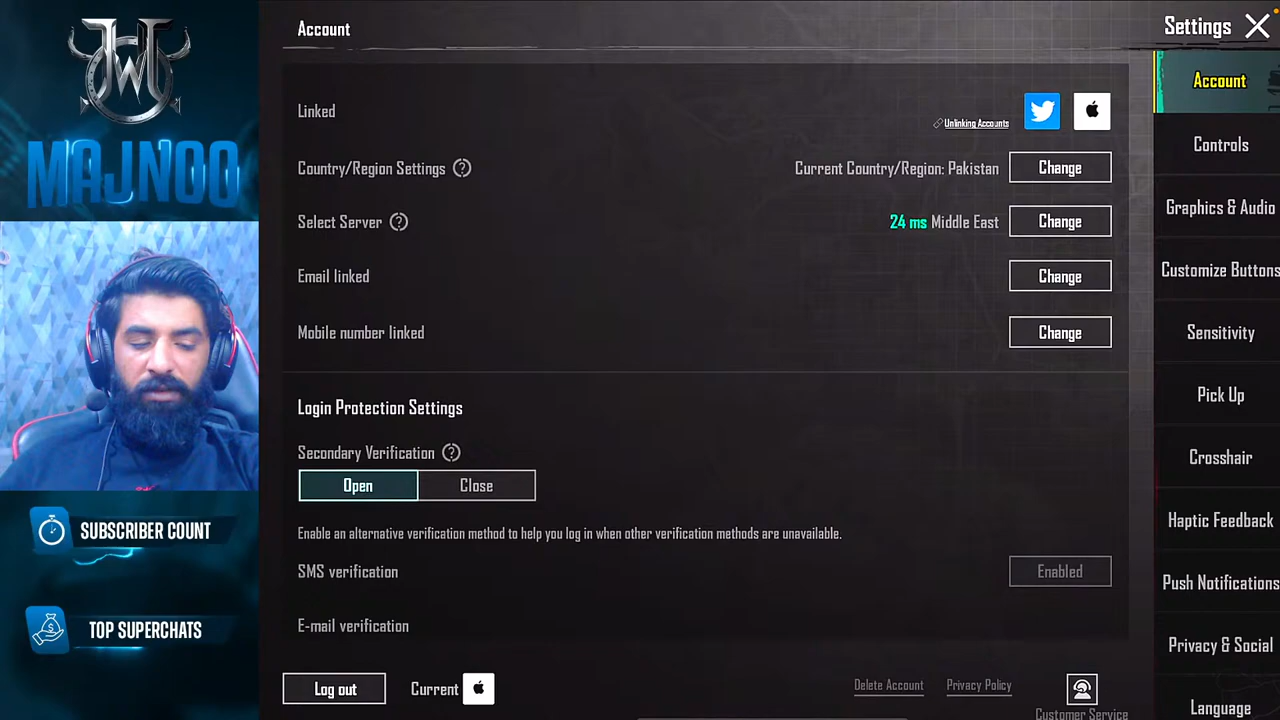 Account
Settings
JWJ
MAJNOO
SUBSCRIBER COUNT
TOP SUPERCHATS
Linked
Unlinking Accounts
Country/Region Settings
Current Country/Region: Pakistan
Change
Select Server
24 ms Middle East
Change
Email linked
Change
Mobile number linked
Change
Login Protection Settings
Secondary Verification
Open
Close
Enable an alternative verification method to help you log in when other verification methods are unavailable.
SMS verification
Enabled
E-mail verification
Log out
Current
Delete Account
Privacy Policy
Customer Service
Account
Controls
Graphics & Audio
Customize Buttons
Sensitivity
Pick Up
Crosshair
Haptic Feedback
Push Notifications
Privacy & Social
Language